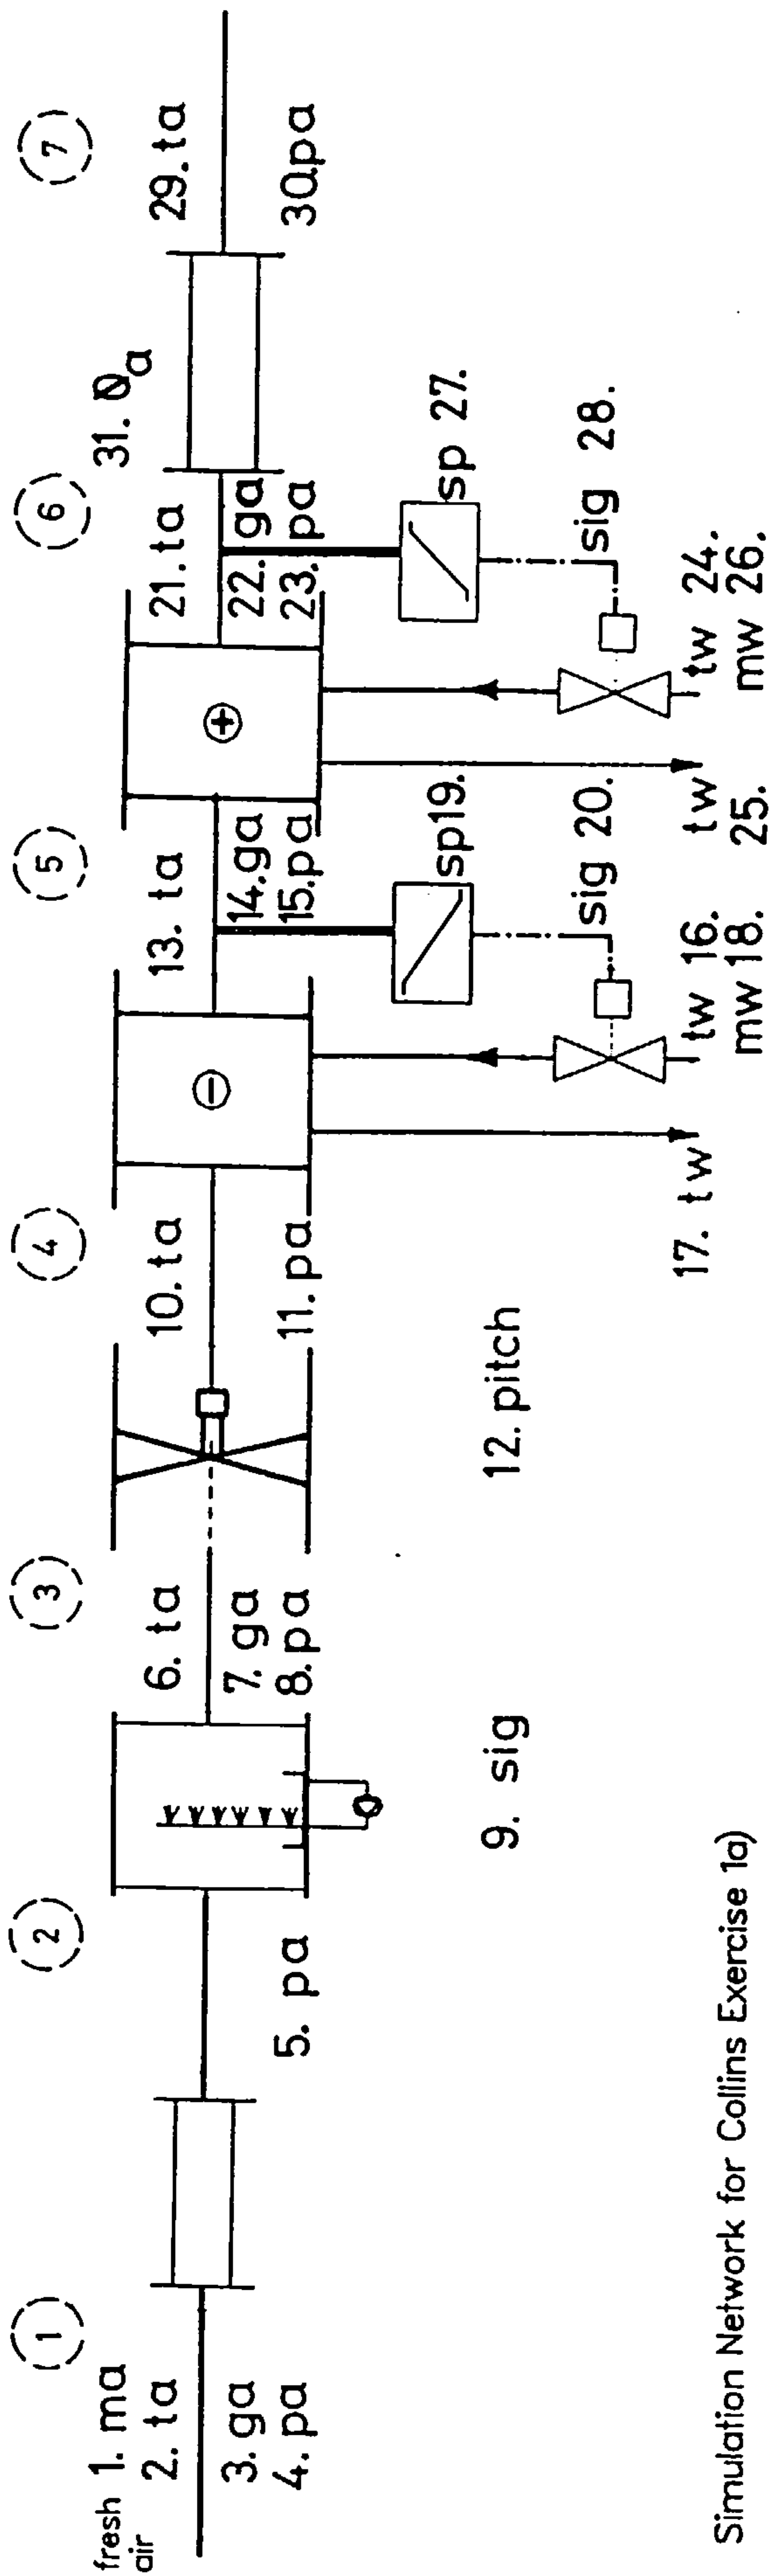 1
2
3
4
5
6
7
fresh air
1. ma
2. ta
3. ga
4. pa
5. pa
6. ta
7. ga
8. pa
9. sig
10. ta
11. pa
12. pitch
13. ta
14. ga
15. pa
tw 16.
17. tw
mw 18.
sp19.
sig 20.
21. ta
22. ga
23. pa
tw 24.
tw 25.
mw 26.
sp 27.
sig 28.
29. ta
30. pa
31. Φa
Simulation Network for Collins Exercise 1a)